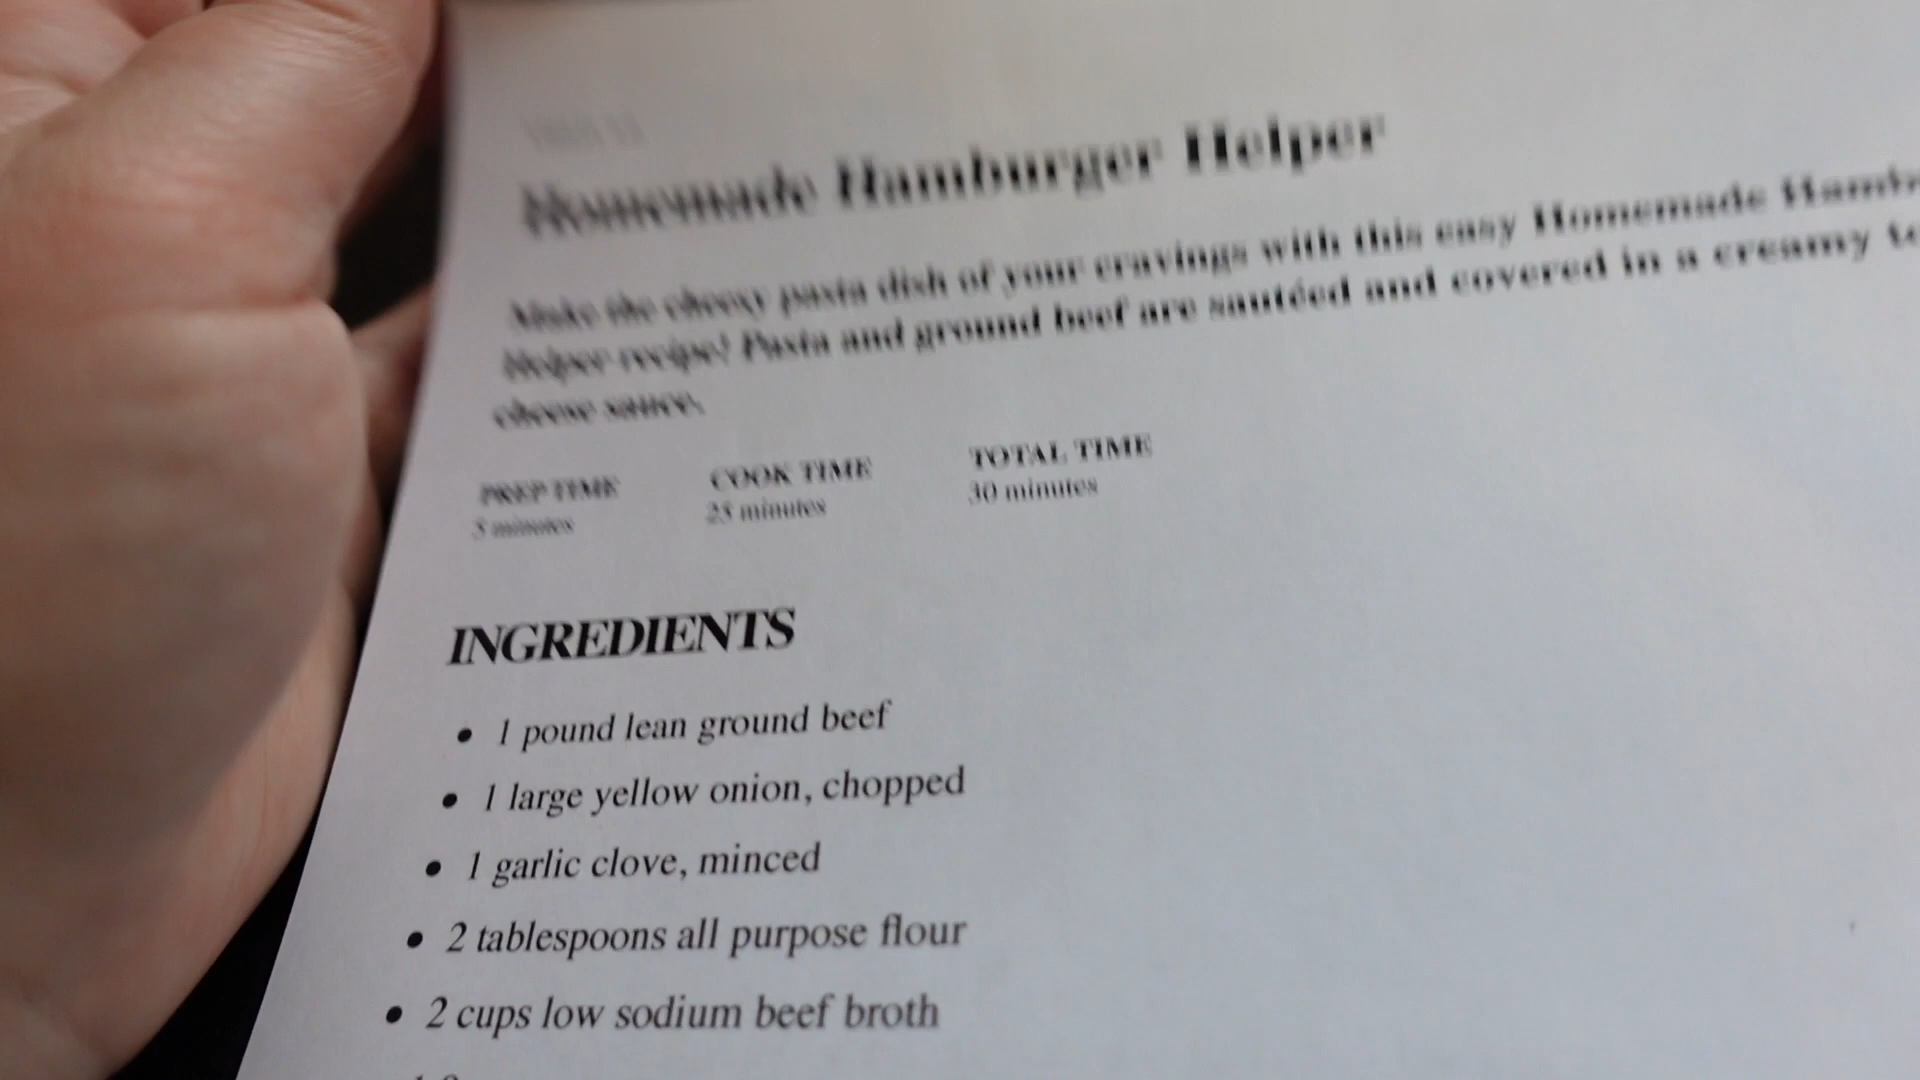 Homemade Hamburger Helper
Make the cheesy pasta dish of your cravings with this easy Homemade
Helper recipe! Pasta and ground beef are sautéed and covered in a creamy
cheese sauce.
PREP TIME COOK TIME TOTAL TIME
5 minutes 25 minutes 30 minutes
INGREDIENTS
• 1 pound lean ground beef
• 1 large yellow onion, chopped
• 1 garlic clove, minced
• 2 tablespoons all purpose flour
• 2 cups low sodium beef broth